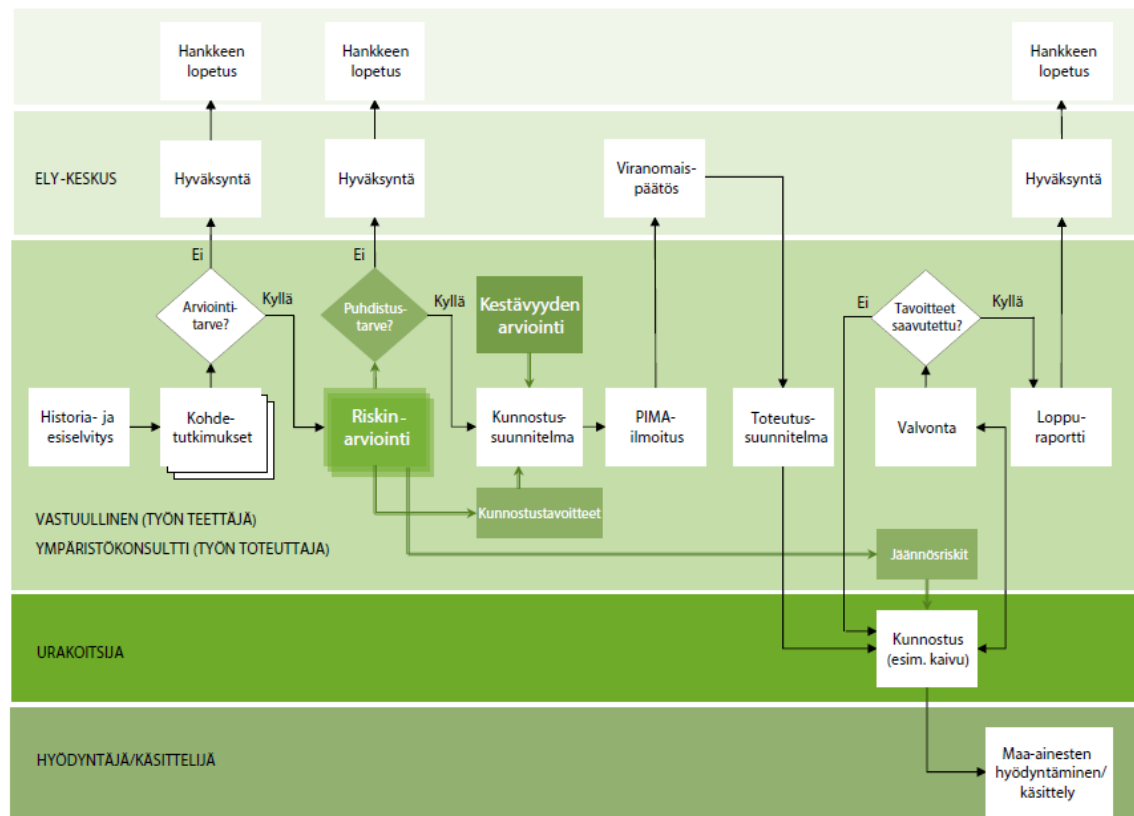 Hankkeen
lopetus
Hankkeen
lopetus
Hankkeen
lopetus
ELY-KESKUS
Hyväksyntä
Hyväksyntä
Viranomais-
päätös
Hyväksyntä
Ei
Ei
Arviointi-
tarve?
Kyllä
Puhdistus-
tarve?
Kyllä
Kestävyyden
arviointi
Ei
Tavoitteet
saavutettu?
Kyllä
Historia- ja
esiselvitys
Kohde-
tutkimukset
Riskin-
arviointi
Kunnostus-
suunnitelma
PIMA-
ilmoitus
Toteutus-
suunnitelma
Valvonta
Loppu-
raportti
Kunnostustavoitteet
VASTUULLINEN (TYÖN TEETTÄJÄ)
YMPÄRISTÖKONSULTTI (TYÖN TOTEUTTAJA)
Jäännösriskit
URAKOITSIJA
Kunnostus
(esim. kaivu)
HYÖDYNTÄJÄ/KÄSITTELIJÄ
Maa-ainesten
hyödyntäminen/
käsittely